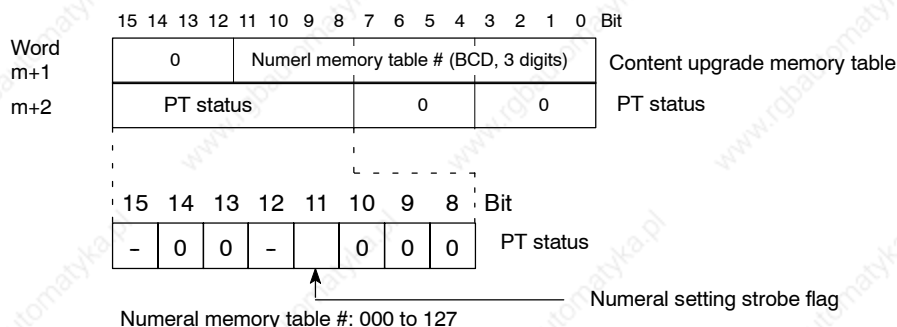 15 14 13 12 11 10 9 8 7 6 5 4 3 2 1 0 Bit
Word
m+1 0 Numerl memory table # (BCD, 3 digits) Content upgrade memory table
m+2 PT status 0 0 PT status
15 14 13 12 11 10 9 8 Bit
- 0 0 - 0 0 0 PT status
Numeral setting strobe flag
Numeral memory table #: 000 to 127